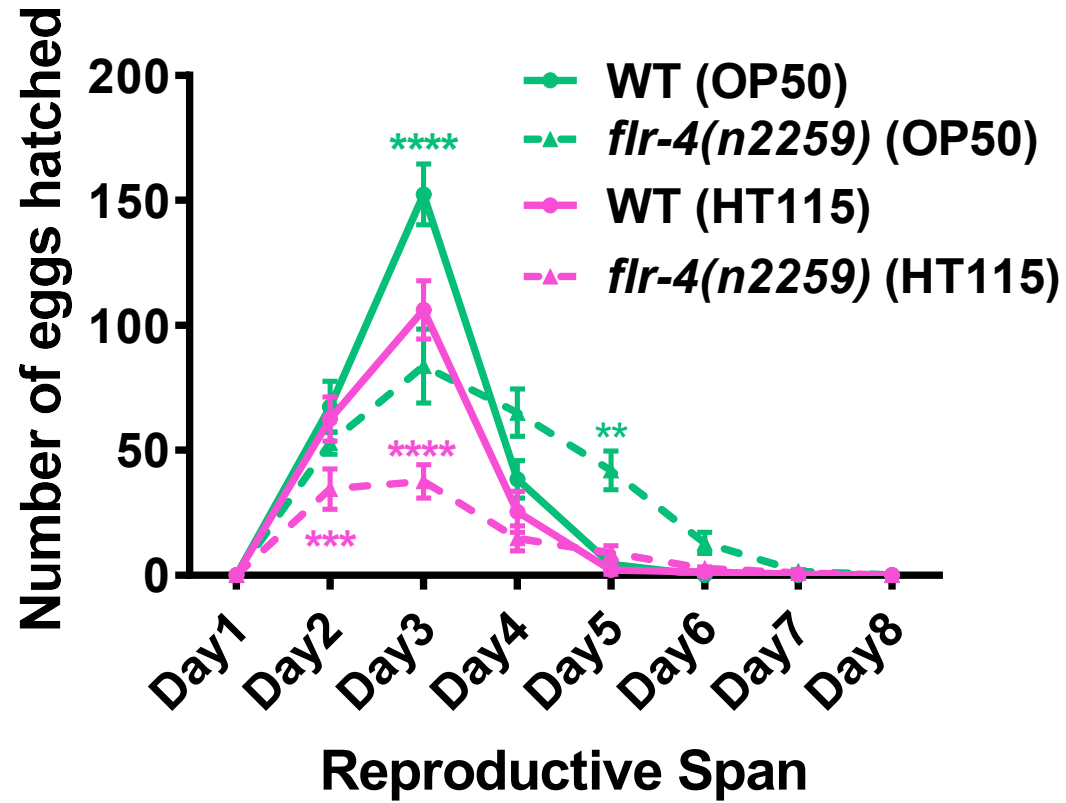 Number of eggs hatched
200
150
100
50
0
WT (OP50)
flr-4(n2259) (OP50)
WT (HT115)
flr-4(n2259) (HT115)
****
**
****
***
Day1 Day2 Day3 Day4 Day5 Day6 Day7 Day8
Reproductive Span